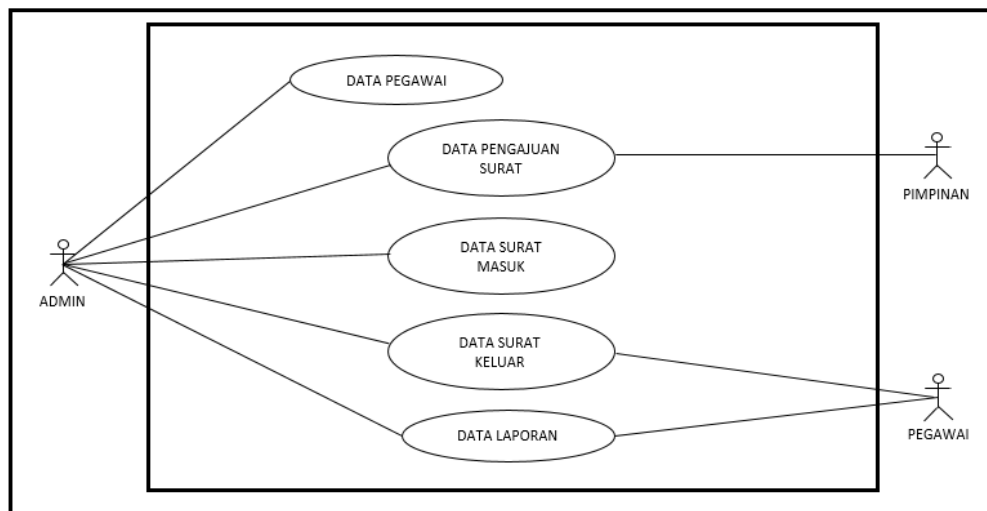 DATA PEGAWAI
DATA PENGAJUAN
SURAT
PIMPINAN
DATA SURAT
MASUK
ADMIN
DATA SURAT
KELUAR
DATA LAPORAN
PEGAWAI